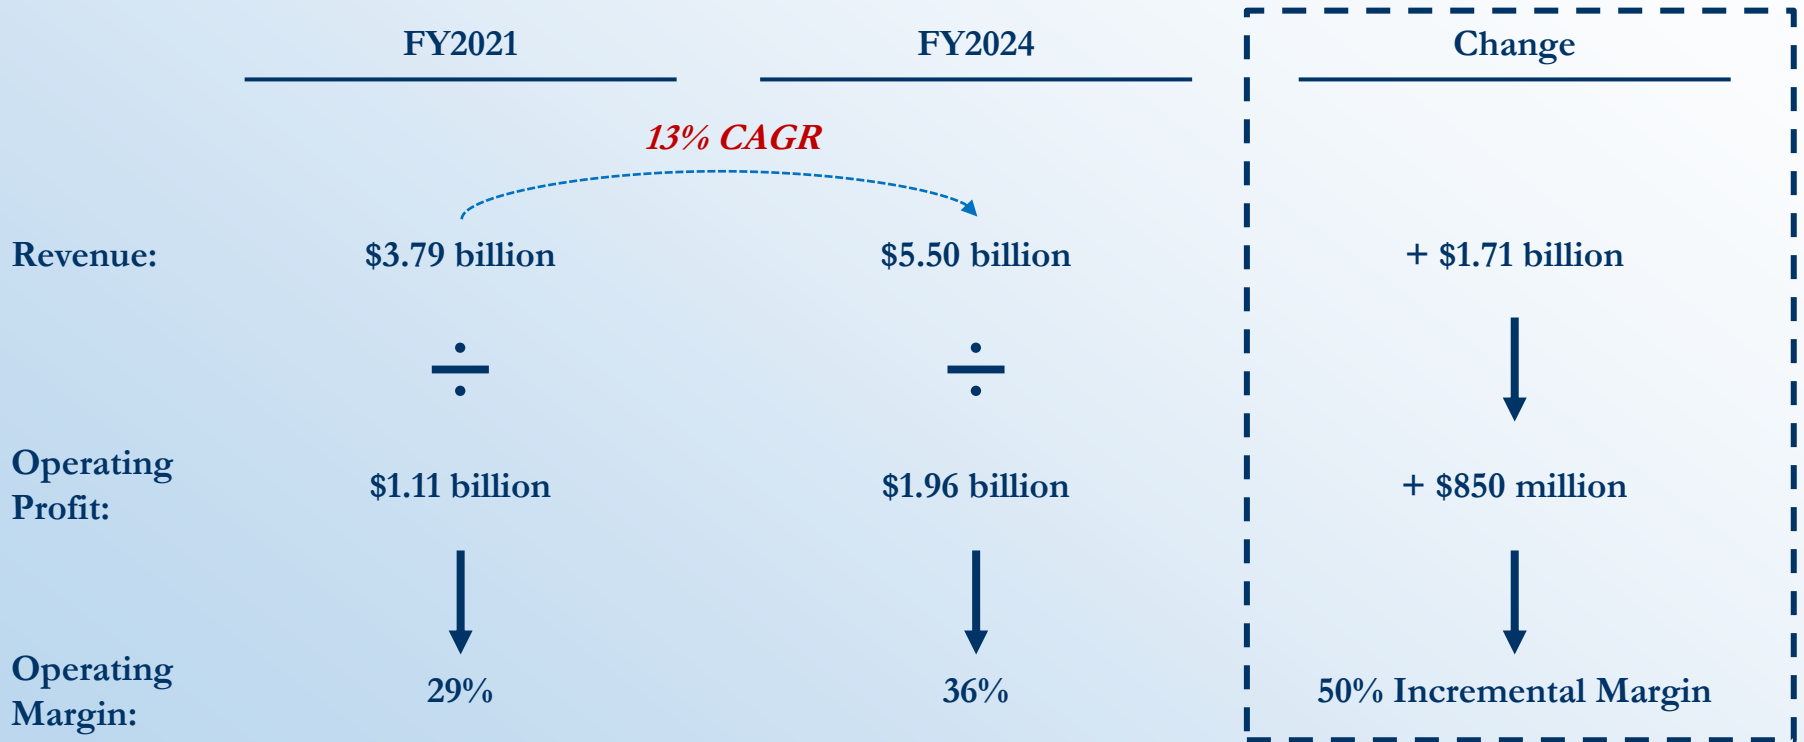 FY2021
FY2024
Change
13% CAGR
Revenue:
$3.79 billion
$5.50 billion
+ $1.71 billion
÷
÷
Operating
Profit:
$1.11 billion
$1.96 billion
+ $850 million
Operating
Margin:
29%
36%
50% Incremental Margin